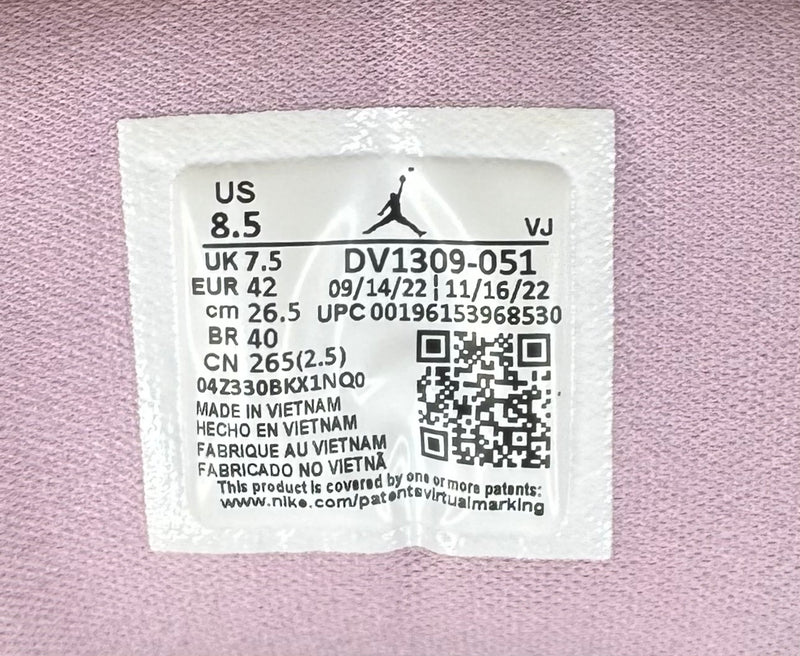 US
8.5
VJ
UK 7.5
DV1309-051
EUR 42
09/14/22 | 11/16/22
cm 26.5
UPC 00196153968530
BR 40
CN 265(2.5)
04Z330BKX1NQ0
MADE IN VIETNAM
HECHO EN VIETNAM
FABRIQUE AU VIETNAM
FABRICADO NO VIETNÃ
This product is covered by one or more patents:
www.nike.com/patentsvirtualmarking